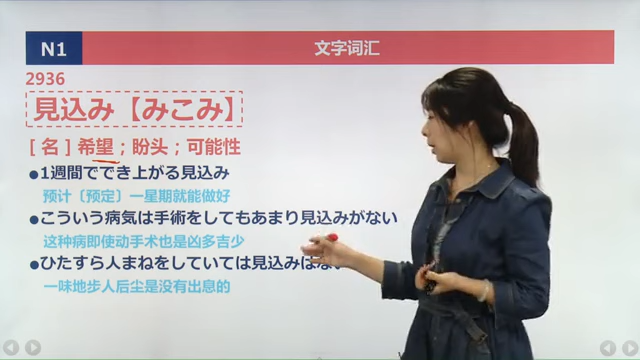 N1
文字词汇
2936
見込み【みこみ】
[ 名 ] 希望；盼头；可能性
●1週間でできる上がる見込み
预计〔预定〕一星期就能做好
●こういう病気は手術をしてもあまり見込みがない
这种病即使动手术也是凶多吉少
●ひたすら人まねをしていては見込みはない
一味地步人后尘是没有出息的